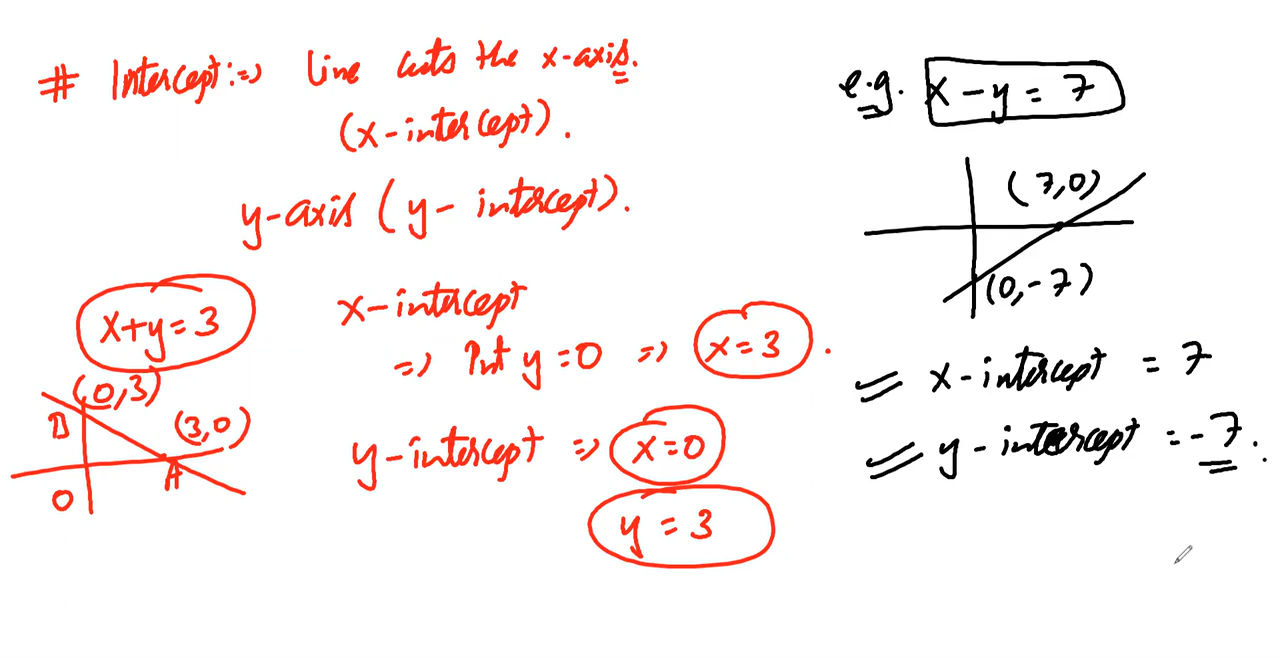 # Intercept :⇒ Line cuts the x-axis.
(x-intercept).
y-axis (y-intercept).
x+y=3
(0,3)
B
(3,0)
A
O
x-intercept
⇒ Put y=0 ⇒ x=3.
y-intercept ⇒ x=0
y=3
e.g. x-y=7
(7,0)
(0,-7)
x-intercept = 7
y-intercept = -7.